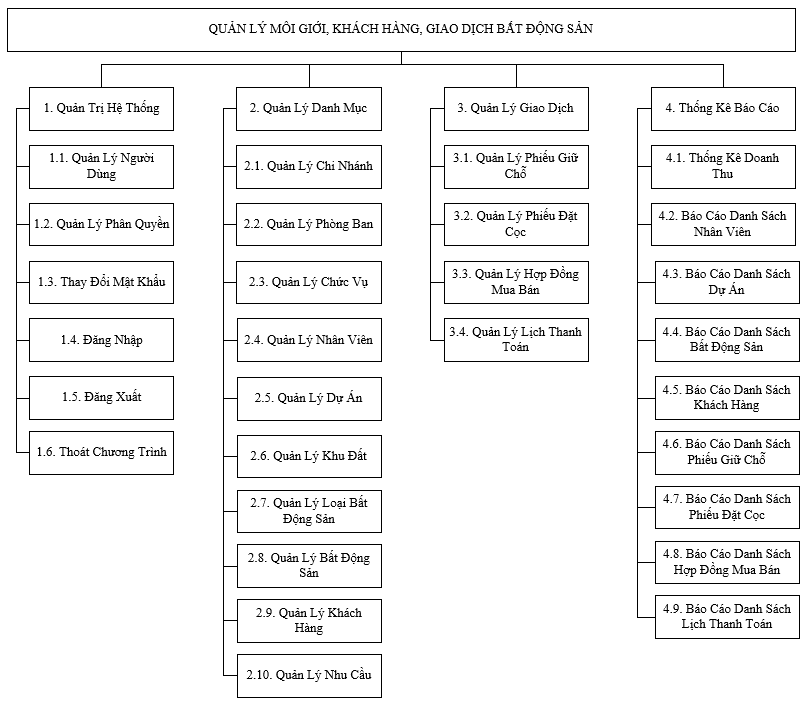 QUẢN LÝ MÔI GIỚI, KHÁCH HÀNG, GIAO DỊCH BẤT ĐỘNG SẢN
1. Quản Trị Hệ Thống
1.1. Quản Lý Người
Dùng
1.2. Quản Lý Phân Quyền
1.3. Thay Đổi Mật Khẩu
1.4. Đăng Nhập
1.5. Đăng Xuất
1.6. Thoát Chương Trình
2. Quản Lý Danh Mục
2.1. Quản Lý Chi Nhánh
2.2. Quản Lý Phòng Ban
2.3. Quản Lý Chức Vụ
2.4. Quản Lý Nhân Viên
2.5. Quản Lý Dự Án
2.6. Quản Lý Khu Đất
2.7. Quản Lý Loại Bất
Động Sản
2.8. Quản Lý Bất Động
Sản
2.9. Quản Lý Khách
Hàng
2.10. Quản Lý Nhu Cầu
3. Quản Lý Giao Dịch
3.1. Quản Lý Phiếu Giữ
Chỗ
3.2. Quản Lý Phiếu Đặt
Cọc
3.3. Quản Lý Hợp Đồng
Mua Bán
3.4. Quản Lý Lịch Thanh
Toán
4. Thống Kê Báo Cáo
4.1. Thống Kê Doanh
Thu
4.2. Báo Cáo Danh Sách
Nhân Viên
4.3. Báo Cáo Danh Sách
Dự Án
4.4. Báo Cáo Danh Sách
Bất Động Sản
4.5. Báo Cáo Danh Sách
Khách Hàng
4.6. Báo Cáo Danh Sách
Phiếu Giữ Chỗ
4.7. Báo Cáo Danh Sách
Phiếu Đặt Cọc
4.8. Báo Cáo Danh Sách
Hợp Đồng Mua Bán
4.9. Báo Cáo Danh Sách
Lịch Thanh Toán